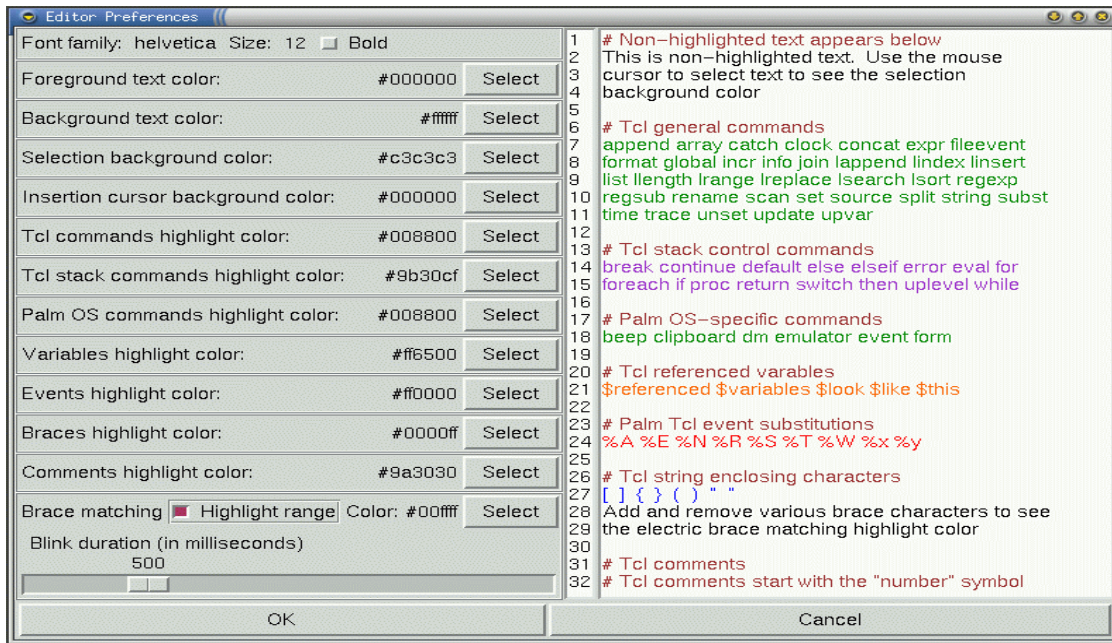 Editor Preferences
Font family: helvetica Size: 12 Bold
Foreground text color: #000000 Select
Background text color: #ffffff Select
Selection background color: #c3c3c3 Select
Insertion cursor background color: #000000 Select
Tcl commands highlight color: #008800 Select
Tcl stack commands highlight color: #9b30cf Select
Palm OS commands highlight color: #008800 Select
Variables highlight color: #ff6500 Select
Events highlight color: #ff0000 Select
Braces highlight color: #0000ff Select
Comments highlight color: #9a3030 Select
Brace matching Highlight range Color: #00ffff Select
Blink duration (in milliseconds)
500
1 # Non-highlighted text appears below
2 This is non-highlighted text. Use the mouse
3 cursor to select text to see the selection
4 background color
5
6 # Tcl general commands
7 append array catch clock concat expr fileevent
8 format global incr info join lappend lindex linsert
9 list llength lrange lreplace lsearch lsort regexp
10 regsub rename scan set source split string subst
11 time trace unset update upvar
12
13 # Tcl stack control commands
14 break continue default else elseif error eval for
15 foreach if proc return switch then uplevel while
16
17 # Palm OS-specific commands
18 beep clipboard dm emulator event form
19
20 # Tcl referenced varables
21 $referenced $variables $look $like $this
22
23 # Palm Tcl event substitutions
24 %A %E %N %R %S %T %W %x %y
25
26 # Tcl string enclosing characters
27 [ ] { } ( ) " "
28 Add and remove various brace characters to see
29 the electric brace matching highlight color
30
31 # Tcl comments
32 # Tcl comments start with the "number" symbol
OK Cancel